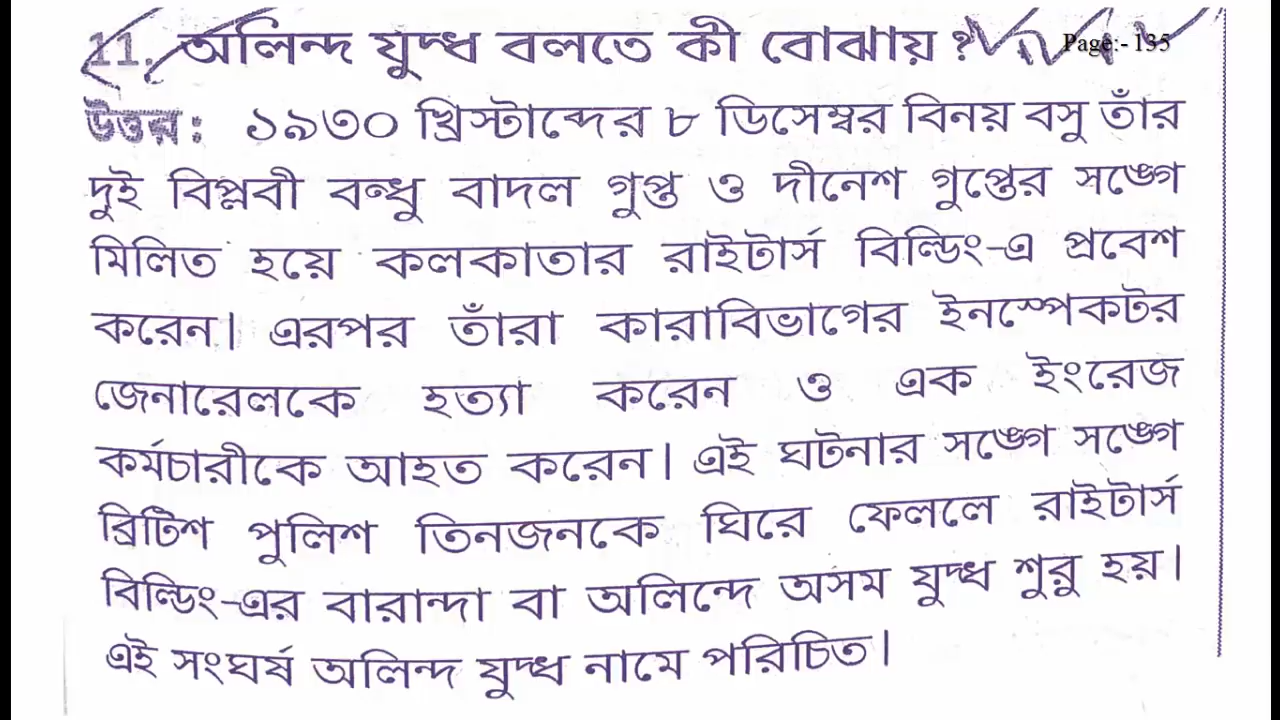 11. অলিন্দ যুদ্ধ বলতে কী বোঝায় ? Page:- 135
উত্তর: ১৯৩০ খ্রিস্টাব্দের ৮ ডিসেম্বর বিনয় বসু তাঁর
দুই বিপ্লবী বন্ধু বাদল গুপ্ত ও দীনেশ গুপ্তের সঙ্গে
মিলিত হয়ে কলকাতার রাইটার্স বিল্ডিং-এ প্রবেশ
করেন। এরপর তাঁরা কারাবিভাগের ইনস্পেকটর
জেনারেলকে হত্যা করেন ও এক ইংরেজ
কর্মচারীকে আহত করেন। এই ঘটনার সঙ্গে সঙ্গে
ব্রিটিশ পুলিশ তিনজনকে ঘিরে ফেললে রাইটার্স
বিল্ডিং-এর বারান্দা বা অলিন্দে অসম যুদ্ধ শুরু হয়।
এই সংঘর্ষ অলিন্দ যুদ্ধ নামে পরিচিত।